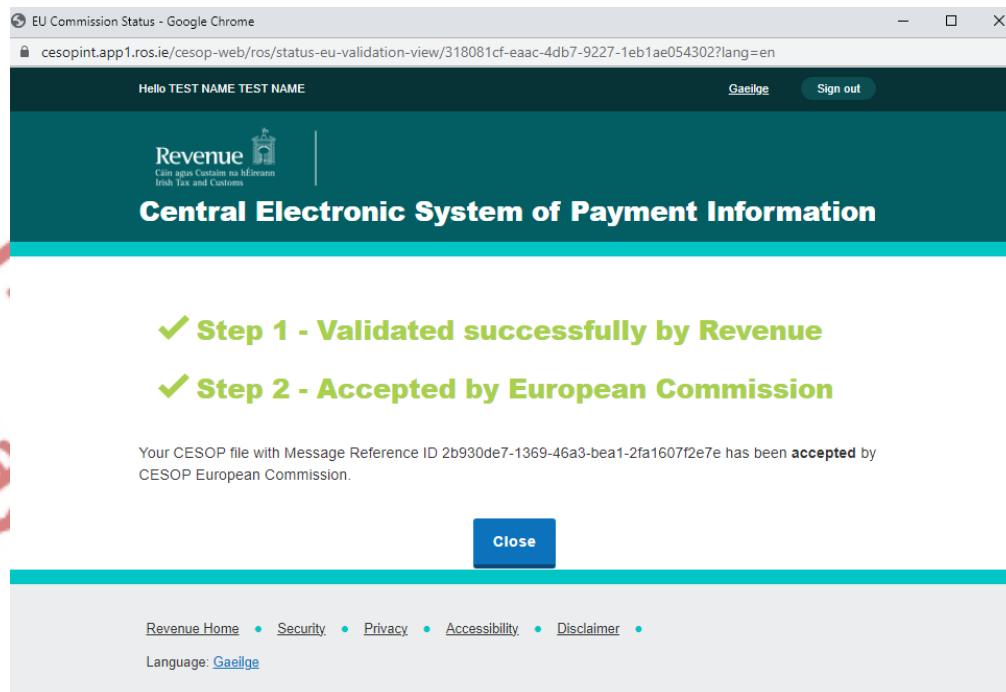 EU Commission Status - Google Chrome
cesopint.app1.ros.ie/cesop-web/ros/status-eu-validation-view/318081cf-eaac-4db7-9227-1eb1ae054302?lang=en
Hello TEST NAME TEST NAME
Gaeilge
Sign out
Revenue
Cáin agus Custaim na hÉireann
Irish Tax and Customs
Central Electronic System of Payment Information
Step 1 - Validated successfully by Revenue
Step 2 - Accepted by European Commission
Your CESOP file with Message Reference ID 2b930de7-1369-46a3-bea1-2fa1607f2e7e has been accepted by
CESOP European Commission.
Close
Revenue Home • Security • Privacy • Accessibility • Disclaimer •
Language: Gaeilge